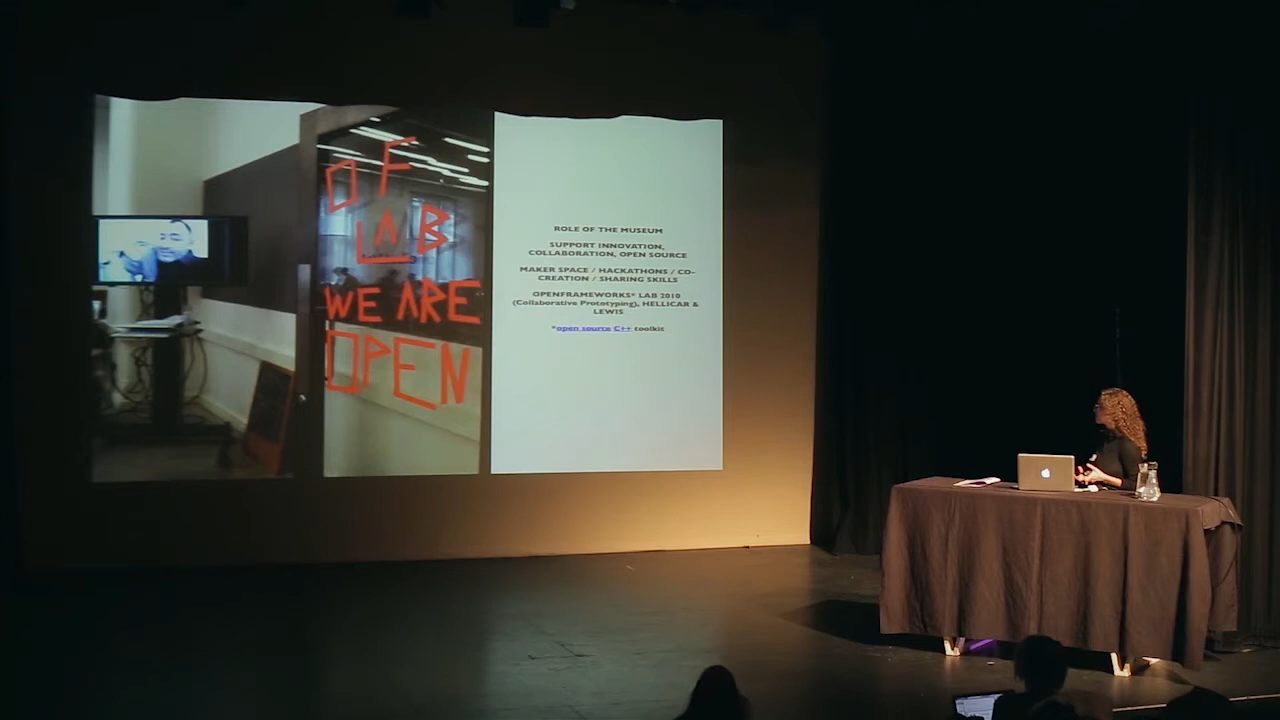 OF
LAB
WE ARE
OPEN
ROLE OF THE MUSEUM
SUPPORT INNOVATION,
COLLABORATION, OPEN SOURCE
MAKER SPACE / HACKATHONS / CO-
CREATION / SHARING SKILLS
OPENFRAMEWORKS* LAB 2010
(Collaborative Prototyping), HELLICAR &
LEWIS
*open source C++ toolkit